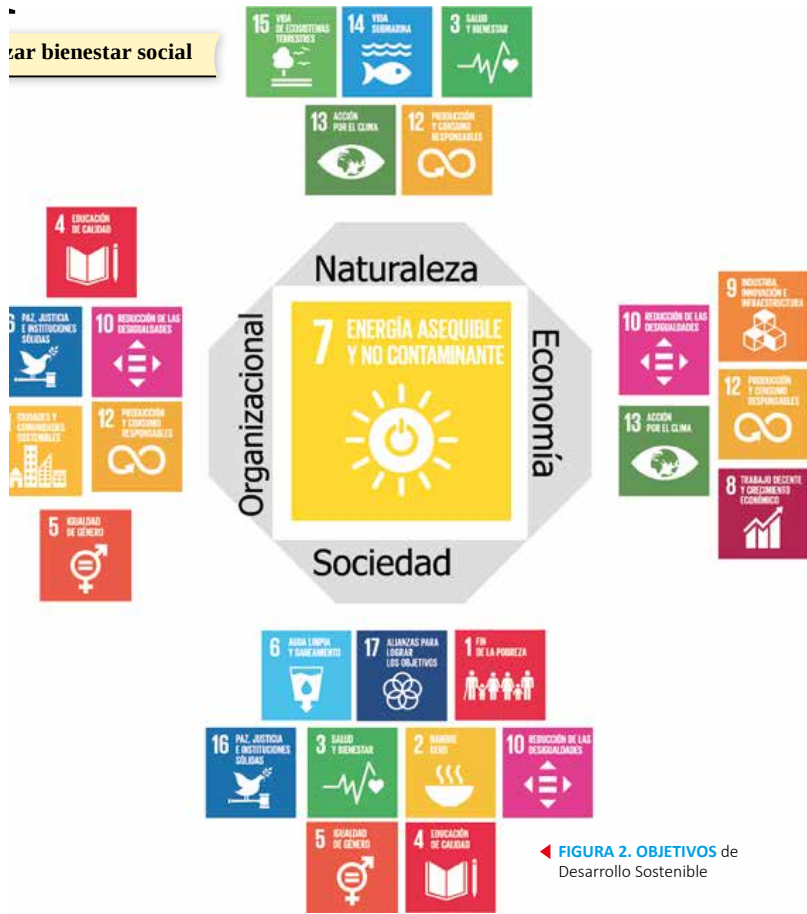 zar bienestar social
15 VIDA
DE ECOSISTEMAS
TERRESTRES
14 VIDA
SUBMARINA
3 SALUD
Y BIENESTAR
13 ACCIÓN
POR EL CLIMA
12 PRODUCCIÓN
Y CONSUMO
RESPONSABLES
4 EDUCACIÓN
DE CALIDAD
6 PAZ, JUSTICIA
E INSTITUCIONES
SÓLIDAS
10 REDUCCIÓN DE LAS
DESIGUALDADES
CIUDADES Y
COMUNIDADES
SOSTENIBLES
12 PRODUCCIÓN
Y CONSUMO
RESPONSABLES
5 IGUALDAD
DE GÉNERO
Naturaleza
Organizacional
7 ENERGÍA ASEQUIBLE
Y NO CONTAMINANTE
Economía
Sociedad
9 INDUSTRIA,
INNOVACIÓN E
INFRAESTRUCTURA
10 REDUCCIÓN DE LAS
DESIGUALDADES
12 PRODUCCIÓN
Y CONSUMO
RESPONSABLES
13 ACCIÓN
POR EL CLIMA
8 TRABAJO DECENTE
Y CRECIMIENTO
ECONÓMICO
6 AGUA LIMPIA
Y SANEAMIENTO
17 ALIANZAS PARA
LOGRAR
LOS OBJETIVOS
1 FIN
DE LA POBREZA
16 PAZ, JUSTICIA
E INSTITUCIONES
SÓLIDAS
3 SALUD
Y BIENESTAR
2 HAMBRE
CERO
10 REDUCCIÓN DE LAS
DESIGUALDADES
5 IGUALDAD
DE GÉNERO
4 EDUCACIÓN
DE CALIDAD
FIGURA 2. OBJETIVOS de
Desarrollo Sostenible